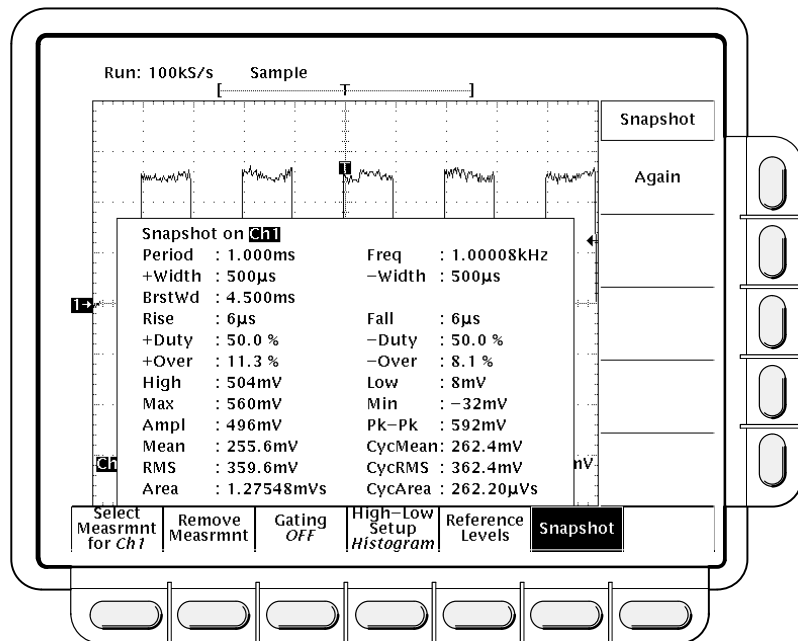 Run: 100kS/s Sample
[ T ]
Snapshot
Again
T
Snapshot on Ch1
Period : 1.000ms Freq : 1.00008kHz
+Width : 500µs −Width : 500µs
BrstWd : 4.500ms
1→
Rise : 6µs Fall : 6µs
+Duty : 50.0 % −Duty : 50.0 %
+Over : 11.3 % −Over : 8.1 %
High : 504mV Low : 8mV
Max : 560mV Min : −32mV
Ampl : 496mV Pk−Pk : 592mV
Mean : 255.6mV CycMean: 262.4mV
Ch
mV
RMS : 359.6mV CycRMS : 362.4mV
Area : 1.27548mVs CycArea : 262.20µVs
Select
Measrmnt
for Ch1
Remove
Measrmnt
Gating
OFF
High–Low
Setup
Histogram
Reference
Levels
Snapshot